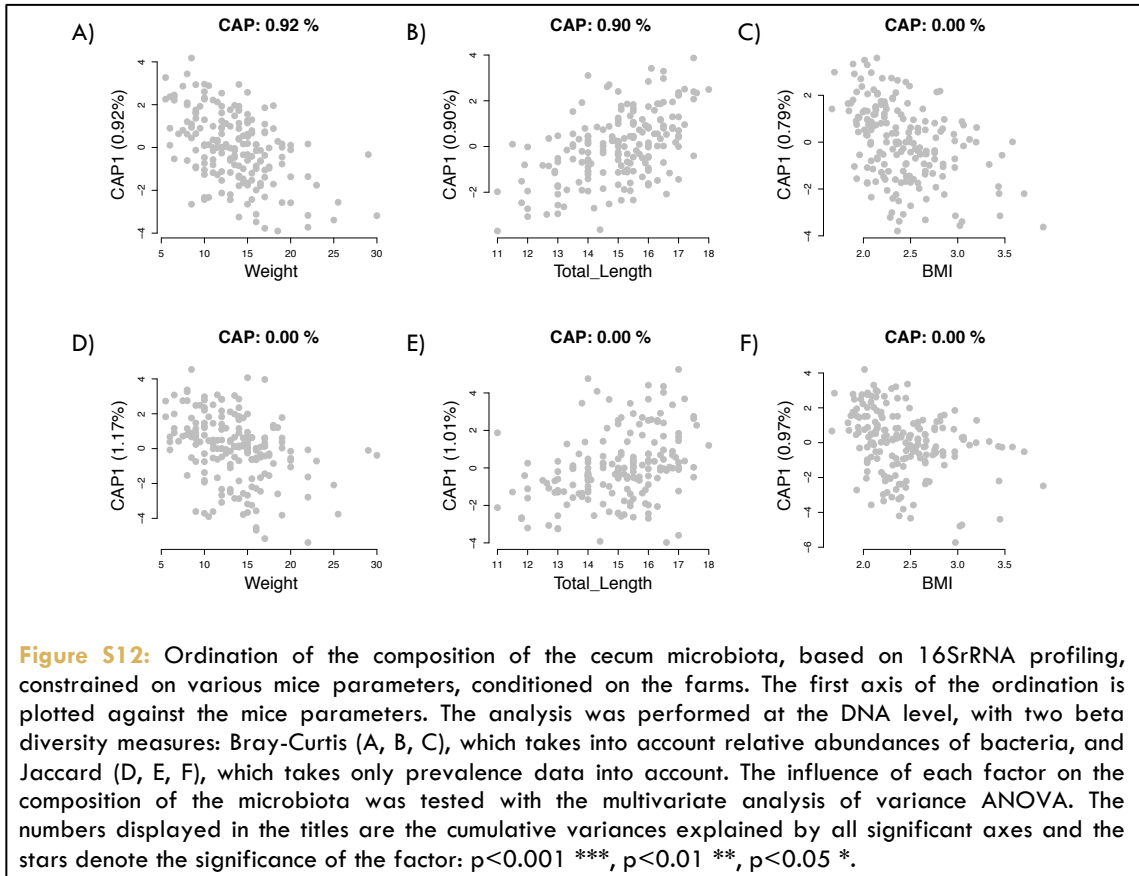 A)
CAP: 0.92 %
CAP1 (0.92%)
4
2
0
-2
-4
5 10 15 20 25 30
Weight
B)
CAP: 0.90 %
CAP1 (0.90%)
4
2
0
-2
11 12 13 14 15 16 17 18
Total_Length
C)
CAP: 0.00 %
CAP1 (0.79%)
2
0
-2
-4
2.0 2.5 3.0 3.5
BMI
D)
CAP: 0.00 %
CAP1 (1.17%)
4
2
0
-2
-4
5 10 15 20 25 30
Weight
E)
CAP: 0.00 %
CAP1 (1.01%)
4
2
0
-2
-4
11 12 13 14 15 16 17 18
Total_Length
F)
CAP: 0.00 %
CAP1 (0.97%)
4
2
0
-2
-4
-6
2.0 2.5 3.0 3.5
BMI
Figure S12: Ordination of the composition of the cecum microbiota, based on 16SrRNA profiling,
constrained on various mice parameters, conditioned on the farms. The first axis of the ordination is
plotted against the mice parameters. The analysis was performed at the DNA level, with two beta
diversity measures: Bray-Curtis (A, B, C), which takes into account relative abundances of bacteria, and
Jaccard (D, E, F), which takes only prevalence data into account. The influence of each factor on the
composition of the microbiota was tested with the multivariate analysis of variance ANOVA. The
numbers displayed in the titles are the cumulative variances explained by all significant axes and the
stars denote the significance of the factor: p<0.001 ***, p<0.01 **, p<0.05 *.